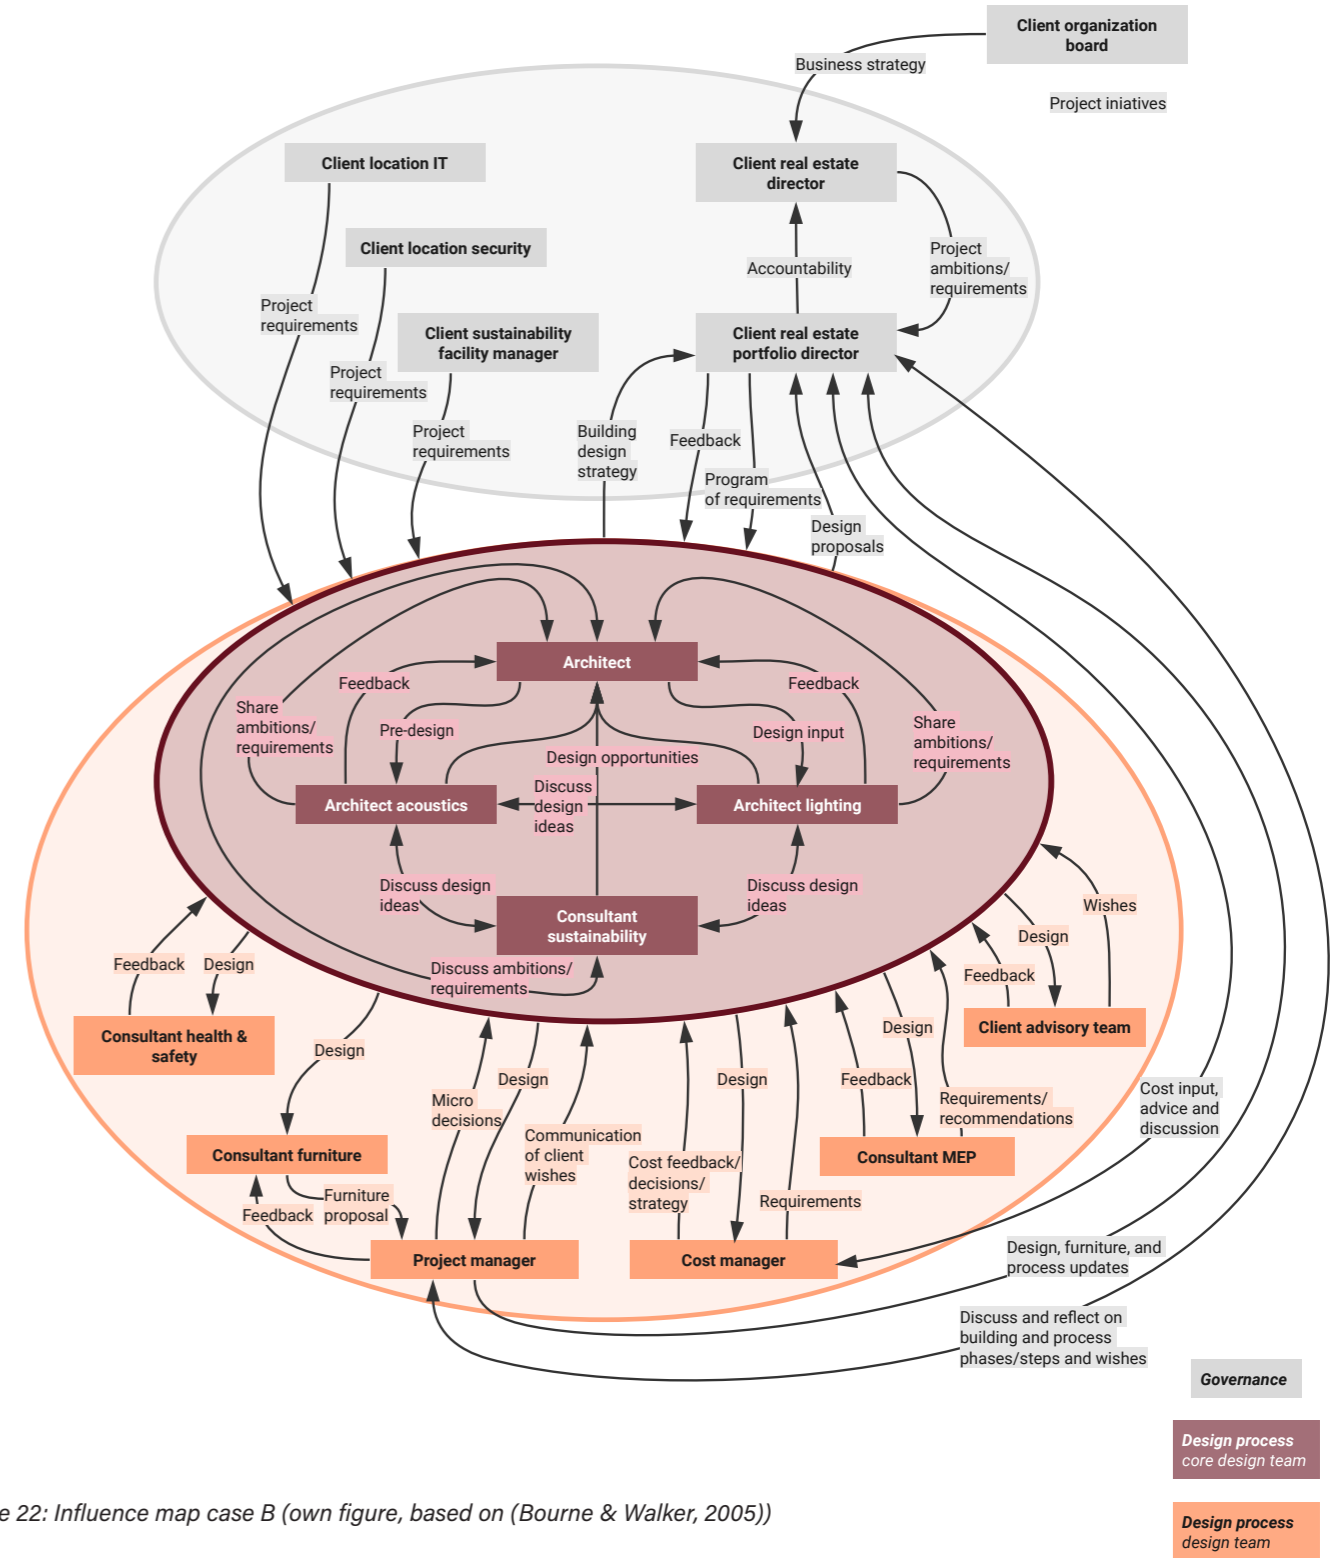 Client organization
board
Business strategy
Project iniatives
Client location IT
Client real estate
director
Client location security
Project
ambitions/
requirements
Accountability
Project
requirements
Client sustainability
facility manager
Client real estate
portfolio director
Project
requirements
Project
requirements
Building
design
strategy
Feedback
Program
of requirements
Design
proposals
Architect
Feedback
Feedback
Share
ambitions/
requirements
Pre-design
Design input
Share
ambitions/
requirements
Design opportunities
Discuss
design
ideas
Architect acoustics
Architect lighting
Discuss design
ideas
Discuss design
ideas
Consultant
sustainability
Discuss ambitions/
requirements
Wishes
Design
Feedback
Feedback
Design
Client advisory team
Consultant health &
safety
Design
Design
Feedback
Design
Design
Micro
decisions
Requirements/
recommendations
Cost input,
advice and
discussion
Communication
of client
wishes
Cost feedback/
decisions/
strategy
Consultant furniture
Consultant MEP
Furniture
proposal
Feedback
Requirements
Project manager
Cost manager
Design, furniture, and
process updates
Discuss and reflect on
building and process
phases/steps and wishes
Governance
Design process
core design team
Design process
design team
e 22: Influence map case B (own figure, based on (Bourne & Walker, 2005))